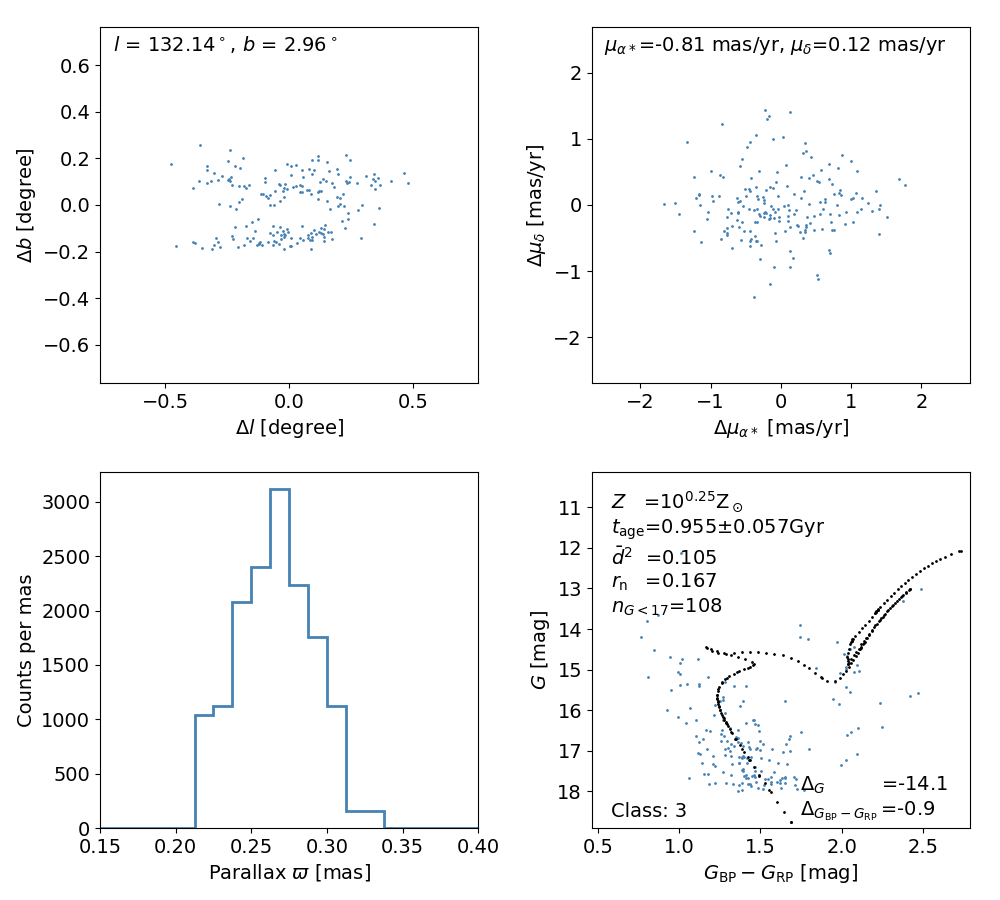 l = 132.14°, b = 2.96°
0.6
0.4
0.2
0.0
−0.2
−0.4
−0.6
Δb [degree]
−0.5 0.0 0.5
Δl [degree]
μα*=-0.81 mas/yr, μδ=0.12 mas/yr
2
1
0
−1
−2
Δμδ [mas/yr]
−2 −1 0 1 2
Δμα* [mas/yr]
3000
2500
2000
1500
1000
500
0
Counts per mas
0.15 0.20 0.25 0.30 0.35 0.40
Parallax ϖ [mas]
Z =10^0.25 Z⊙
t_age=0.955±0.057Gyr
d̄² =0.105
r_n =0.167
n_G<17=108
11
12
13
14
15
16
17
18
G [mag]
Δ_G =-14.1
Δ_G_BP−G_RP =-0.9
Class: 3
0.5 1.0 1.5 2.0 2.5
G_BP − G_RP [mag]